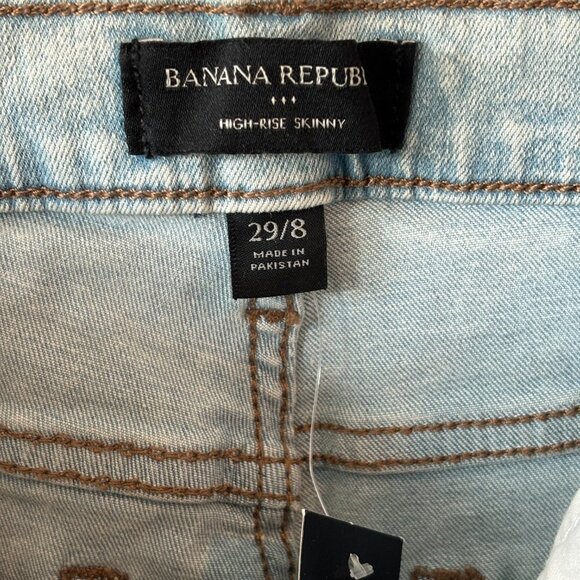 BANANA REPUBL
HIGH-RISE SKINNY
29/8
MADE IN
PAKISTAN